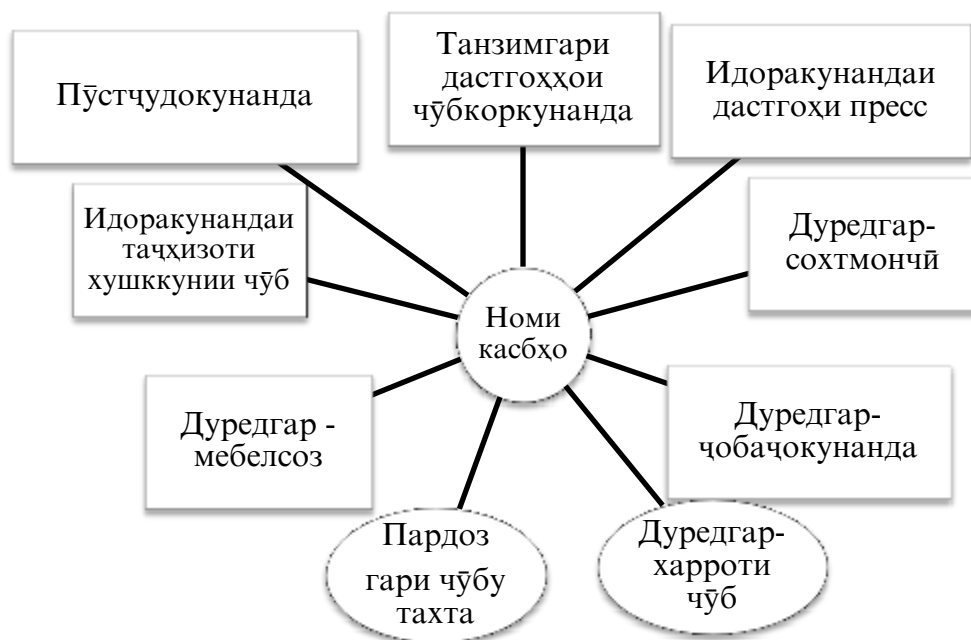 Пӯстҷудокунанда
Танзимгари
дастгоҳҳои
чӯбкоркунанда
Идоракунандаи
дастгоҳи пресс
Идоракунандаи
таҷҳизоти
хушккунии чӯб
Дуредгар-
сохтмончӣ
Номи
касбҳо
Дуредгар -
мебелсоз
Дуредгар-
ҷобаҷокунанда
Пардоз
гари чӯбу
тахта
Дуредгар-
харроти
чӯб